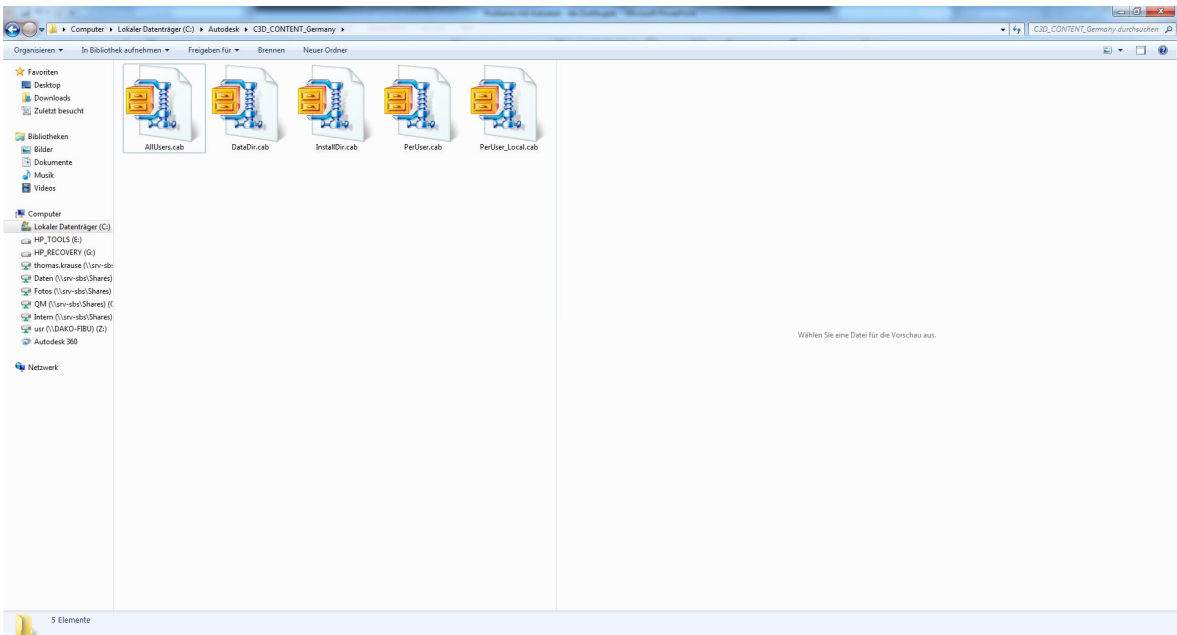 Computer ▸ Lokaler Datenträger (C:) ▸ Autodesk ▸ C3D_CONTENT_Germany ▸
C3D_CONTENT_Germany durchsuchen
Organisieren In Bibliothek aufnehmen Freigeben für Brennen Neuer Ordner
Favoriten
Desktop
Downloads
Zuletzt besucht
Bibliotheken
Bilder
Dokumente
Musik
Videos
Computer
Lokaler Datenträger (C:)
HP_TOOLS (E:)
HP_RECOVERY (G:)
thomas.krause (\\srv-sbs
Daten (\\srv-sbs\Shares)
Fotos (\\srv-sbs\Shares)
QM (\\srv-sbs\Shares) (
Intern (\\srv-sbs\Shares)
usr (\\DAKO-FIBU) (Z:)
Autodesk 360
Netzwerk
AllUsers.cab DataDir.cab InstallDir.cab PerUser.cab PerUser_Local.cab
Wählen Sie eine Datei für die Vorschau aus.
5 Elemente